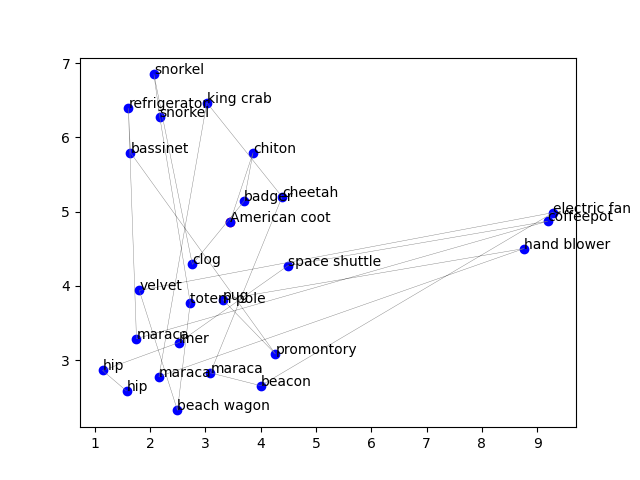 7
snorkel
king crab
refrigerator
snorkel
6
bassinet
chiton
cheetah
badger
electric fan
5
American coot
coffeepot
hand blower
clog
space shuttle
4
velvet
totem pole
pug
maraca
promontory
3
hip
maraca
maraca
hip
beacon
beach wagon
1 2 3 4 5 6 7 8 9